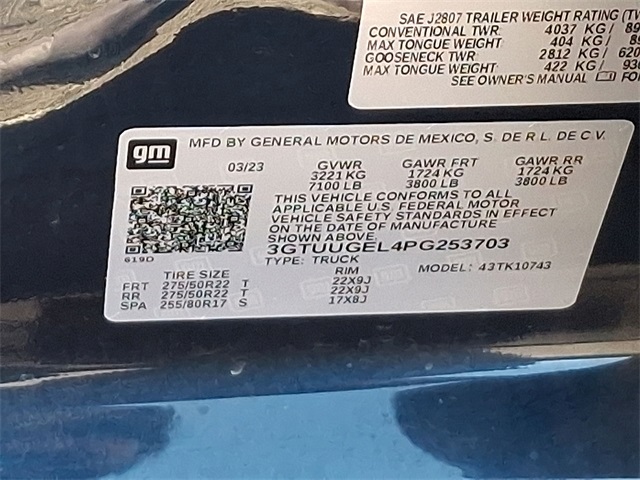 SAE J2807 TRAILER WEIGHT RATING
CONVENTIONAL TWR: 4037 KG/
MAX TONGUE WEIGHT: 404 KG/
GOOSENECK TWR: 2812 KG/
MAX TONGUE WEIGHT: 422 KG/
SEE OWNER'S MANUAL
gm
MFD BY GENERAL MOTORS DE MEXICO, S. DE R.L. DE C.V.
03/23 GVWR GAWR FRT GAWR RR
3221 KG 1724 KG 1724 KG
7100 LB 3800 LB 3800 LB
THIS VEHICLE CONFORMS TO ALL
APPLICABLE U.S. FEDERAL MOTOR
VEHICLE SAFETY STANDARDS IN EFFECT
ON THE DATE OF MANUFACTURE
SHOWN ABOVE.
3GTUUGEL4PG253703
619D
TYPE: TRUCK
MODEL: 43TK10743
TIRE SIZE RIM
FRT 275/50R22 T 22X9J
RR 275/50R22 T 22X9J
SPA 255/80R17 S 17X8J